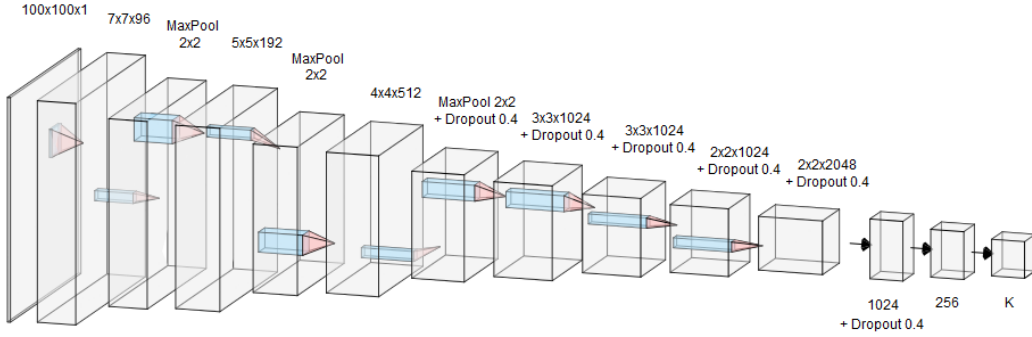 100x100x1
7x7x96
MaxPool
2x2
5x5x192
MaxPool
2x2
4x4x512
MaxPool 2x2
+ Dropout 0.4
3x3x1024
+ Dropout 0.4
3x3x1024
+ Dropout 0.4
2x2x1024
+ Dropout 0.4
2x2x2048
+ Dropout 0.4
1024
+ Dropout 0.4
256
K